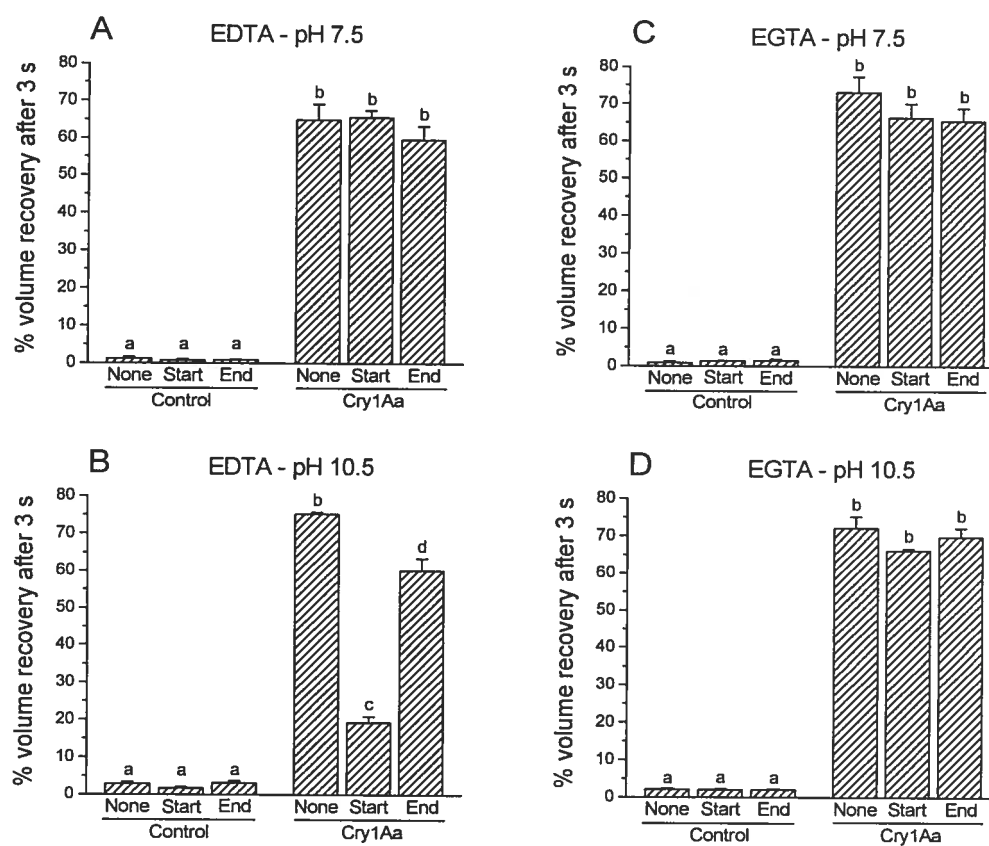 A
EDTA - pH 7.5
% volume recovery after 3 s
80
70
60
50
40
30
20
10
0
a a a b b b
None Start End None Start End
Control Cry1Aa
C
EGTA - pH 7.5
% volume recovery after 3 s
80
70
60
50
40
30
20
10
0
a a a b b b
None Start End None Start End
Control Cry1Aa
B
EDTA - pH 10.5
% volume recovery after 3 s
80
70
60
50
40
30
20
10
0
a a a b c d
None Start End None Start End
Control Cry1Aa
D
EGTA - pH 10.5
% volume recovery after 3 s
80
70
60
50
40
30
20
10
0
a a a b b b
None Start End None Start End
Control Cry1Aa